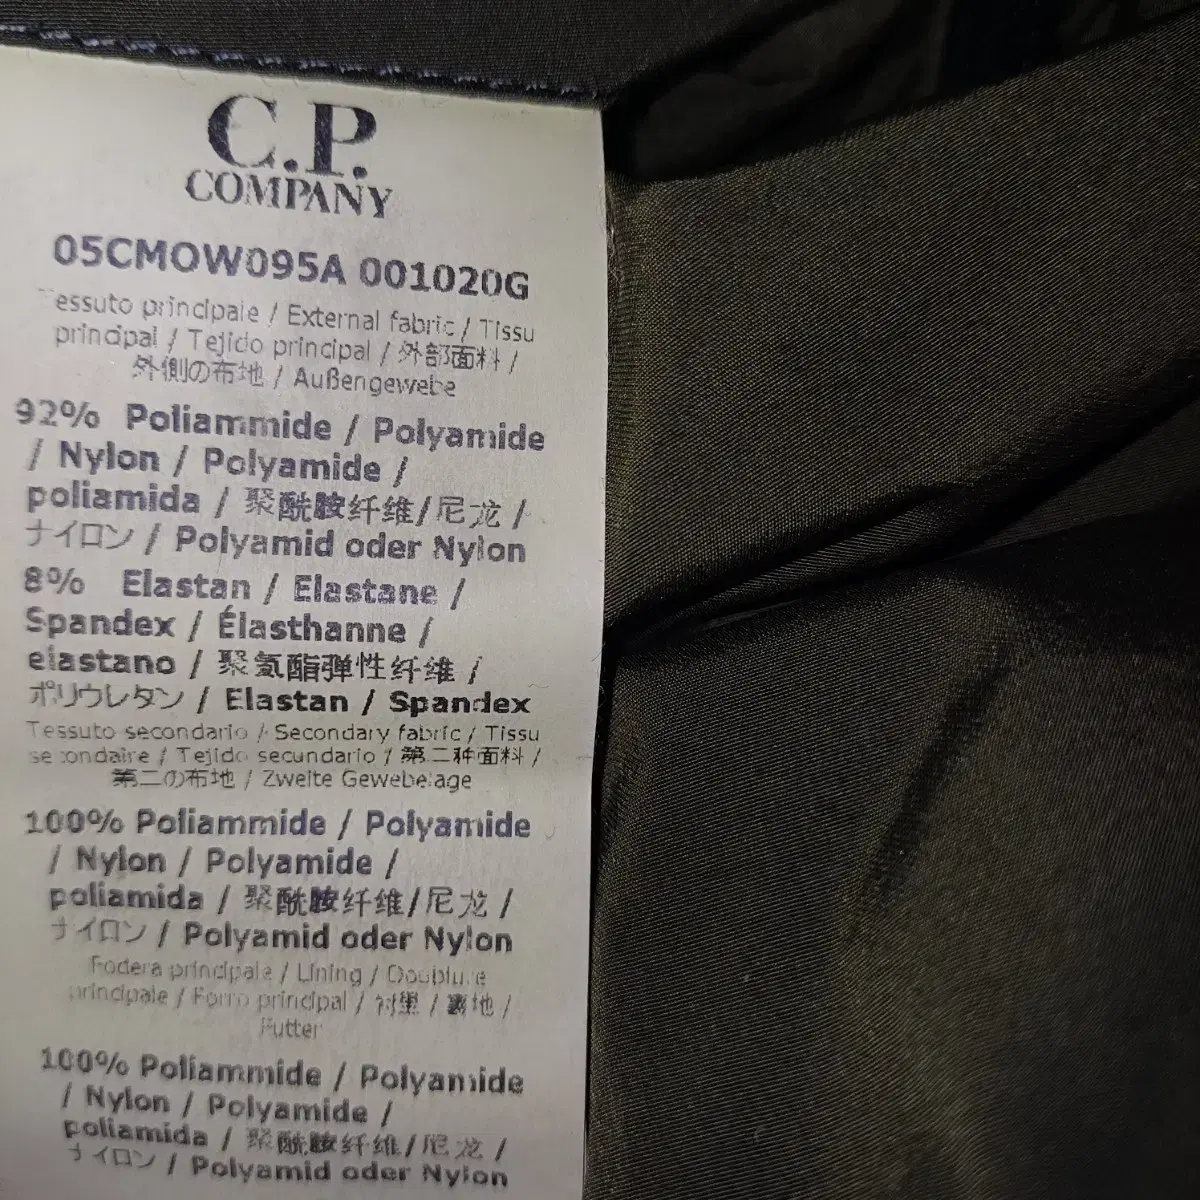 C.P.
COMPANY
05CMOW095A 001020G
Tessuto principale / External fabric / Tissu
principal / Tejido principal / 外部面料 /
外側の布地 / Außengewebe
92% Poliammide / Polyamide
/ Nylon / Polyamide /
poliamida / 聚酰胺纤维/尼龙 /
ナイロン / Polyamid oder Nylon
8% Elastan / Elastane /
Spandex / Élasthanne /
elastano / 聚氨酯弹性纤维 /
ポリウレタン / Elastan / Spandex
Tessuto secondario / Secondary fabric / Tissu
secondaire / Tejido secundario / 第二种面料 /
第二の布地 / Zweite Gewebelage
100% Poliammide / Polyamide
/ Nylon / Polyamide /
poliamida / 聚酰胺纤维/尼龙 /
ナイロン / Polyamid oder Nylon
Fodera principale / Lining / Doublure
principale / Forro principal / 衬里 / 裏地 /
Futter
100% Poliammide / Polyamide
/ Nylon / Polyamide /
poliamida / 聚酰胺纤维/尼龙 /
ナイロン / Polyamid oder Nylon